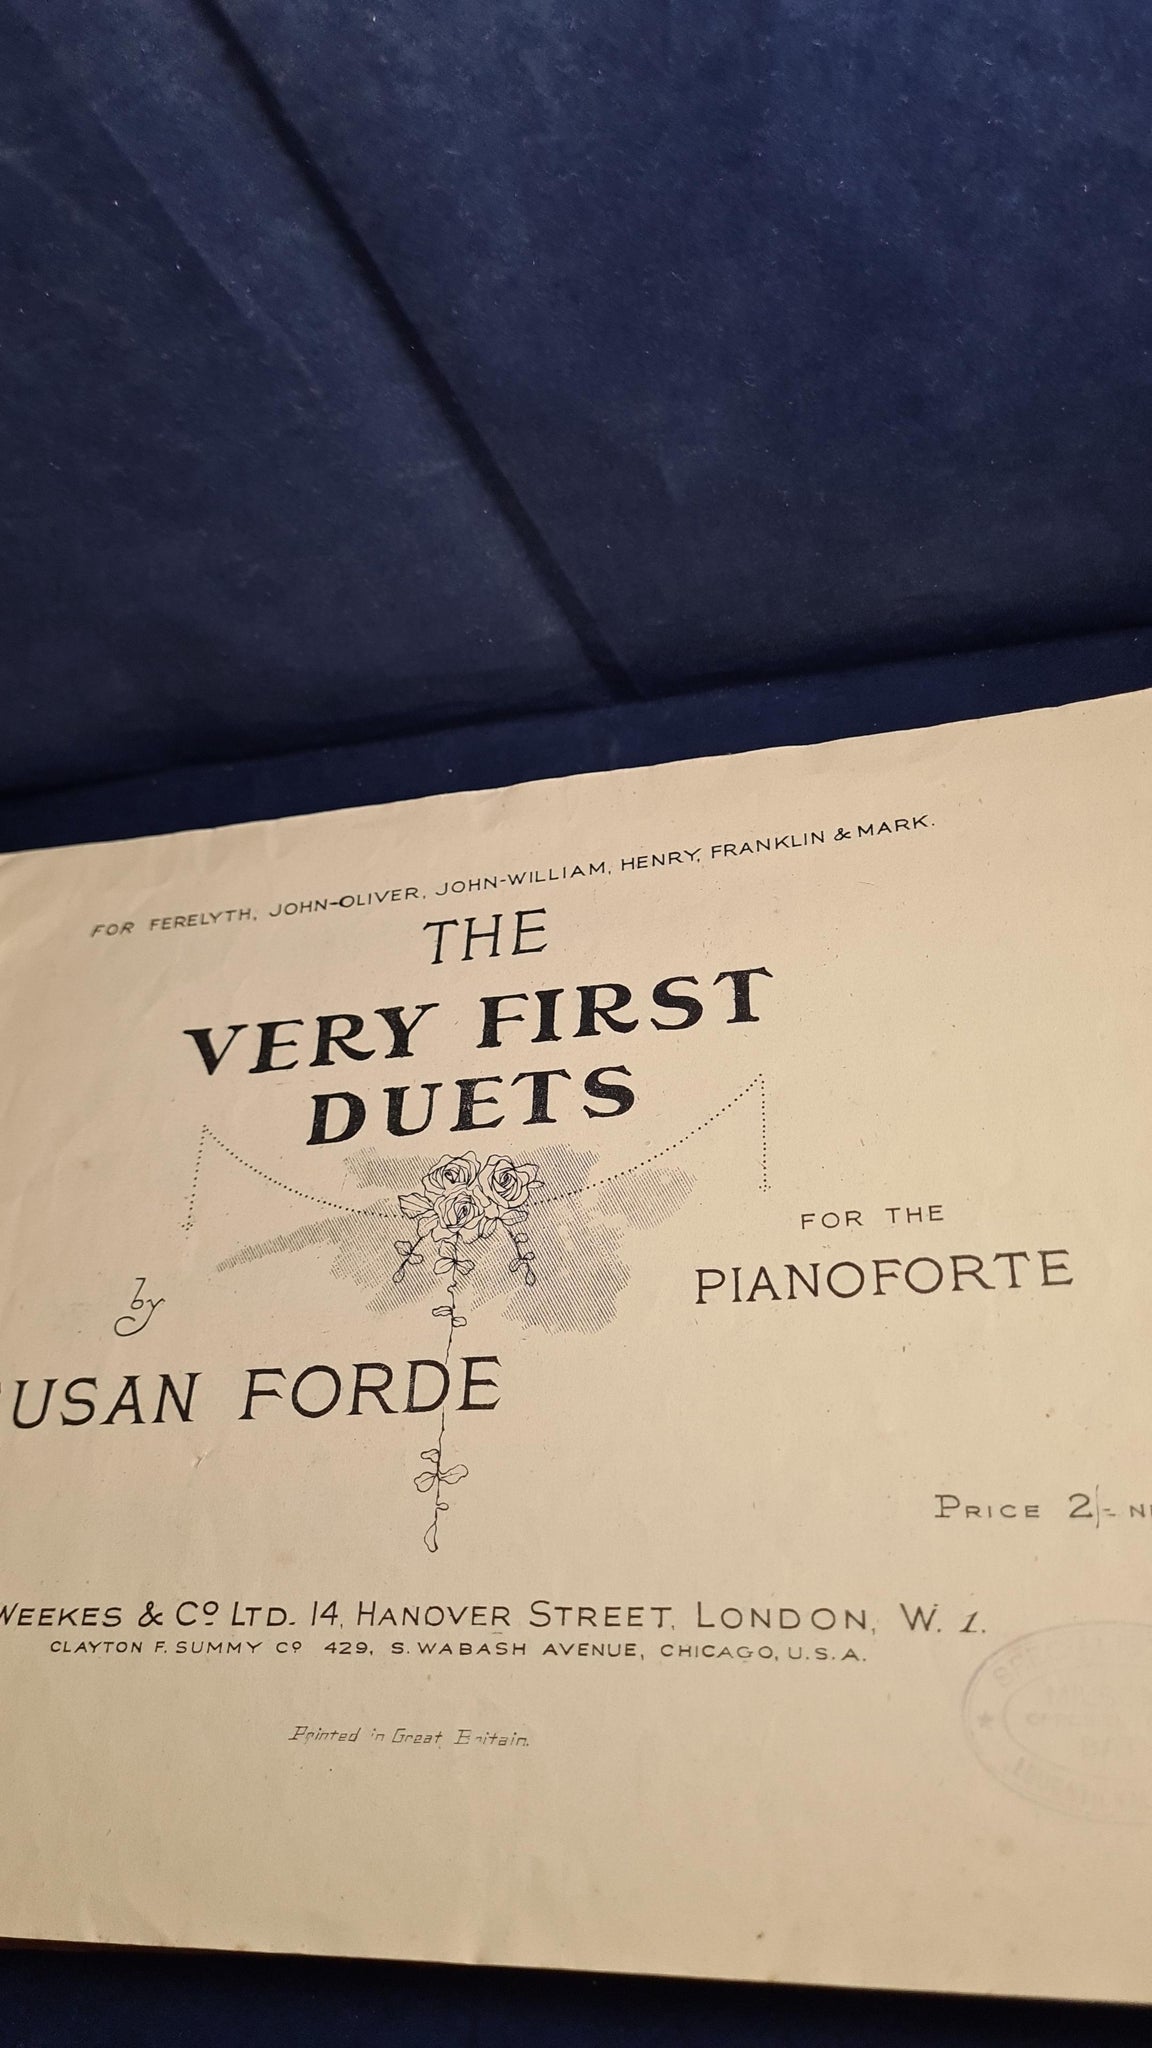 FOR FERELYTH, JOHN-OLIVER, JOHN-WILLIAM, HENRY, FRANKLIN & MARK.
THE
VERY FIRST
DUETS
FOR THE
PIANOFORTE
by
USAN FORDE
PRICE 2/-
WEEKES & Cº LTD. 14, HANOVER STREET, LONDON, W. 1.
CLAYTON F. SUMMY Cº 429, S. WABASH AVENUE, CHICAGO, U.S.A.
Printed in Great Britain.